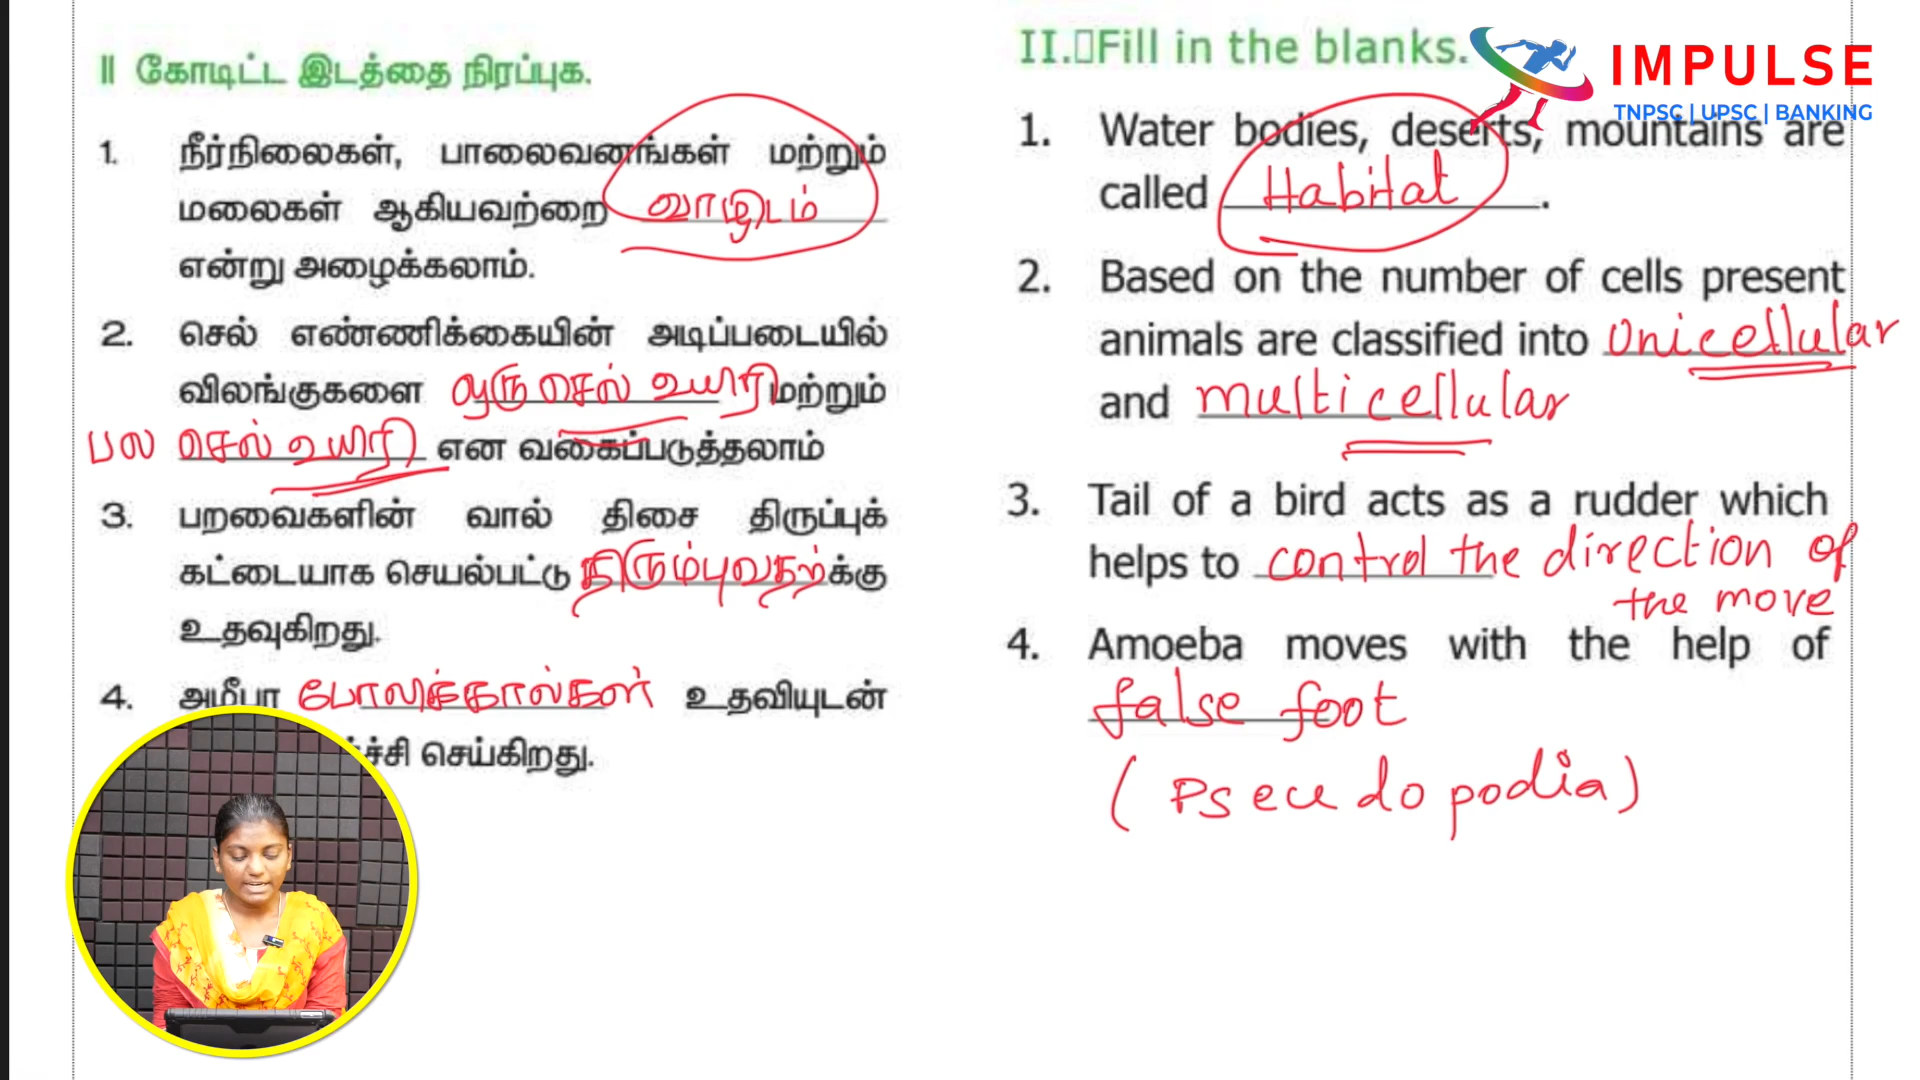 II கோடிட்ட இடத்தை நிரப்புக.
1. நீர்நிலைகள், பாலைவனங்கள் மற்றும்
மலைகள் ஆகியவற்றை வாழிடம்
என்று அழைக்கலாம்.
2. செல் எண்ணிக்கையின் அடிப்படையில்
விலங்குகளை ஒரு செல் உயிரி மற்றும்
பல செல் உயிரி என வகைப்படுத்தலாம்
3. பறவைகளின் வால் திசை திருப்புக்
கட்டையாக செயல்பட்டு திரும்புவதற்க்கு
உதவுகிறது.
4. அமீபா போலிக்கால்கள் உதவியுடன்
செய்கிறது.
II. Fill in the blanks.
IMPULSE
TNPSC | UPSC | BANKING
1. Water bodies, deserts, mountains are
called Habitat.
2. Based on the number of cells present
animals are classified into Unicellular
and multicellular
3. Tail of a bird acts as a rudder which
helps to control the direction of
the move
4. Amoeba moves with the help of
false foot
(Pseudopodia)